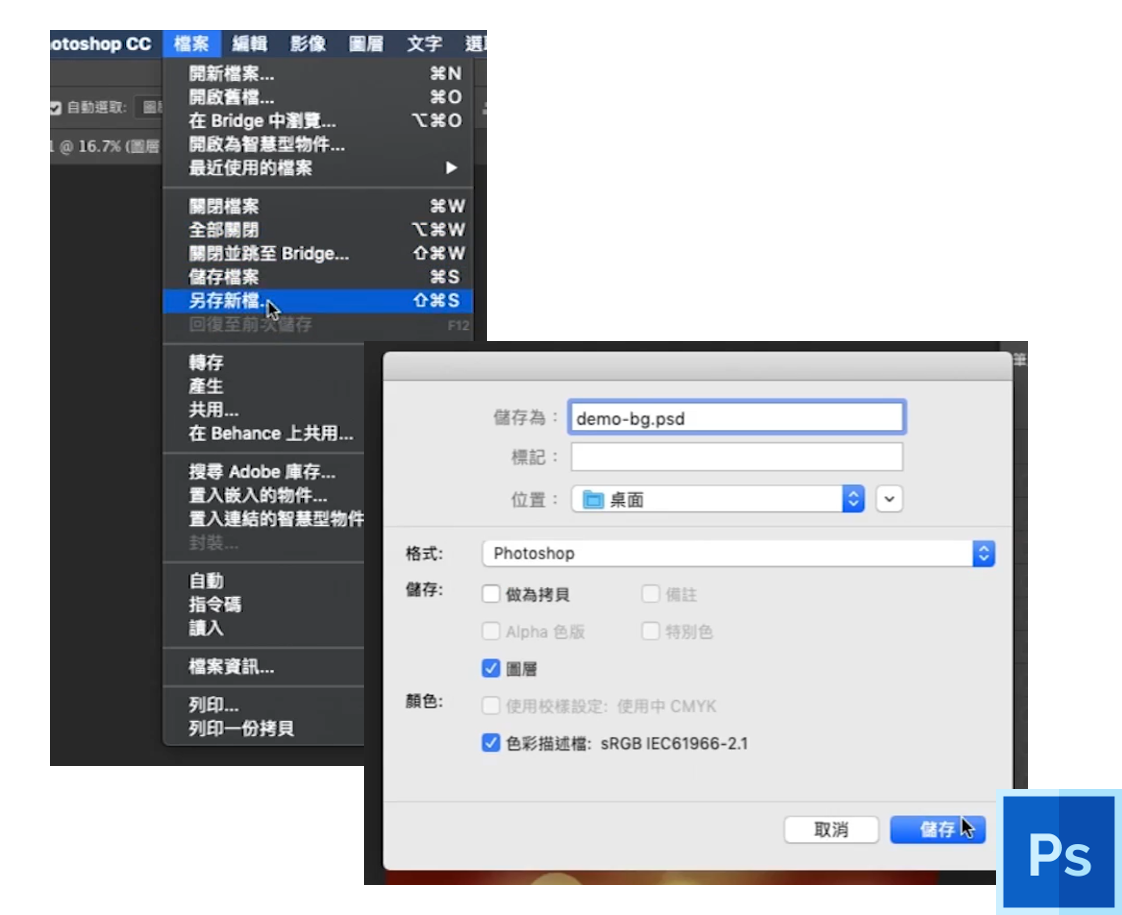 otoshop CC 檔案 編輯 影像 圖層 文字
自動選取:
@ 16.7% (圖層
開新檔案... ⌘N
開啟舊檔... ⌘O
在 Bridge 中瀏覽... ⌥⌘O
開啟為智慧型物件...
最近使用的檔案 ▶
關閉檔案 ⌘W
全部關閉 ⌥⌘W
關閉並跳至 Bridge... ⇧⌘W
儲存檔案 ⌘S
另存新檔... ⇧⌘S
回復至前次儲存 F12
轉存
產生
共用...
在 Behance 上共用...
搜尋 Adobe 庫存...
置入嵌入的物件...
置入連結的智慧型物件
封裝...
自動
指令碼
讀入
檔案資訊...
列印...
列印一份拷貝
筆
儲存為：demo-bg.psd
標記：
位置：桌面
格式: Photoshop
儲存: 做為拷貝 備註
Alpha 色版 特別色
圖層
顏色: 使用校樣設定: 使用中 CMYK
色彩描述檔: sRGB IEC61966-2.1
取消 儲存
Ps